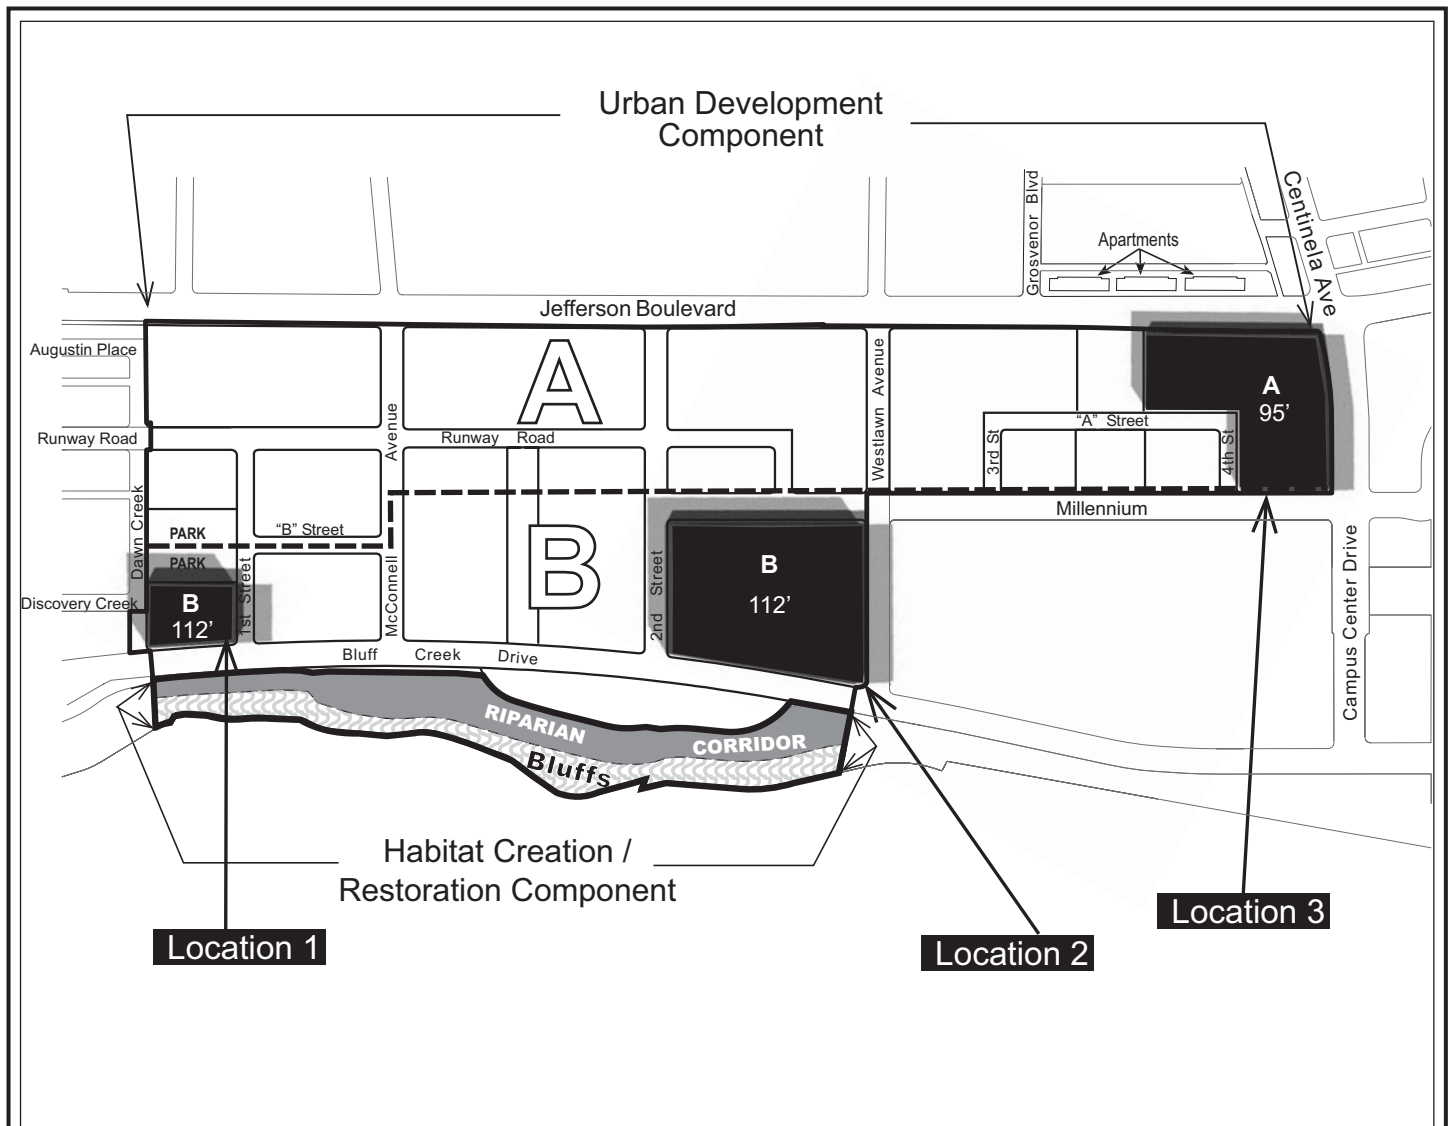 Urban Development
Component
Grosvenor Blvd
Centinela Ave
Apartments
Jefferson Boulevard
Augustin Place
A
Westlawn Avenue
A
95’
“A” Street
Avenue
Runway Road
Runway Road
3rd St
4th St
Millennium
Dawn Creek
PARK
“B” Street
PARK
B
B
112’
Discovery Creek
B
112’
1st Street
McConnell
2nd Street
Campus Center Drive
Bluff Creek Drive
RIPARIAN
CORRIDOR
Bluffs
Habitat Creation /
Restoration Component
Location 1
Location 2
Location 3